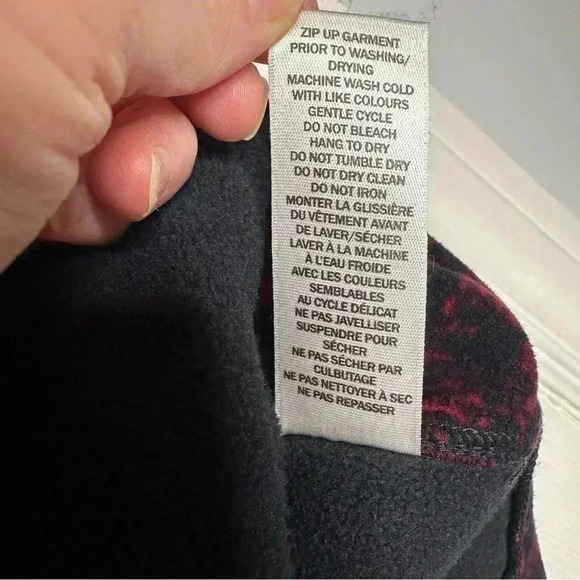 ZIP UP GARMENT
PRIOR TO WASHING/
DRYING
MACHINE WASH COLD
WITH LIKE COLOURS
GENTLE CYCLE
DO NOT BLEACH
HANG TO DRY
DO NOT TUMBLE DRY
DO NOT DRY CLEAN
DO NOT IRON
MONTER LA GLISSIÈRE
DU VÊTEMENT AVANT
DE LAVER/SÉCHER
LAVER À LA MACHINE
À L'EAU FROIDE
AVEC LES COULEURS
SEMBLABLES
AU CYCLE DÉLICAT
NE PAS JAVELLISER
SUSPENDRE POUR
SÉCHER
NE PAS SÉCHER PAR
CULBUTAGE
NE PAS NETTOYER À SEC
NE PAS REPASSER